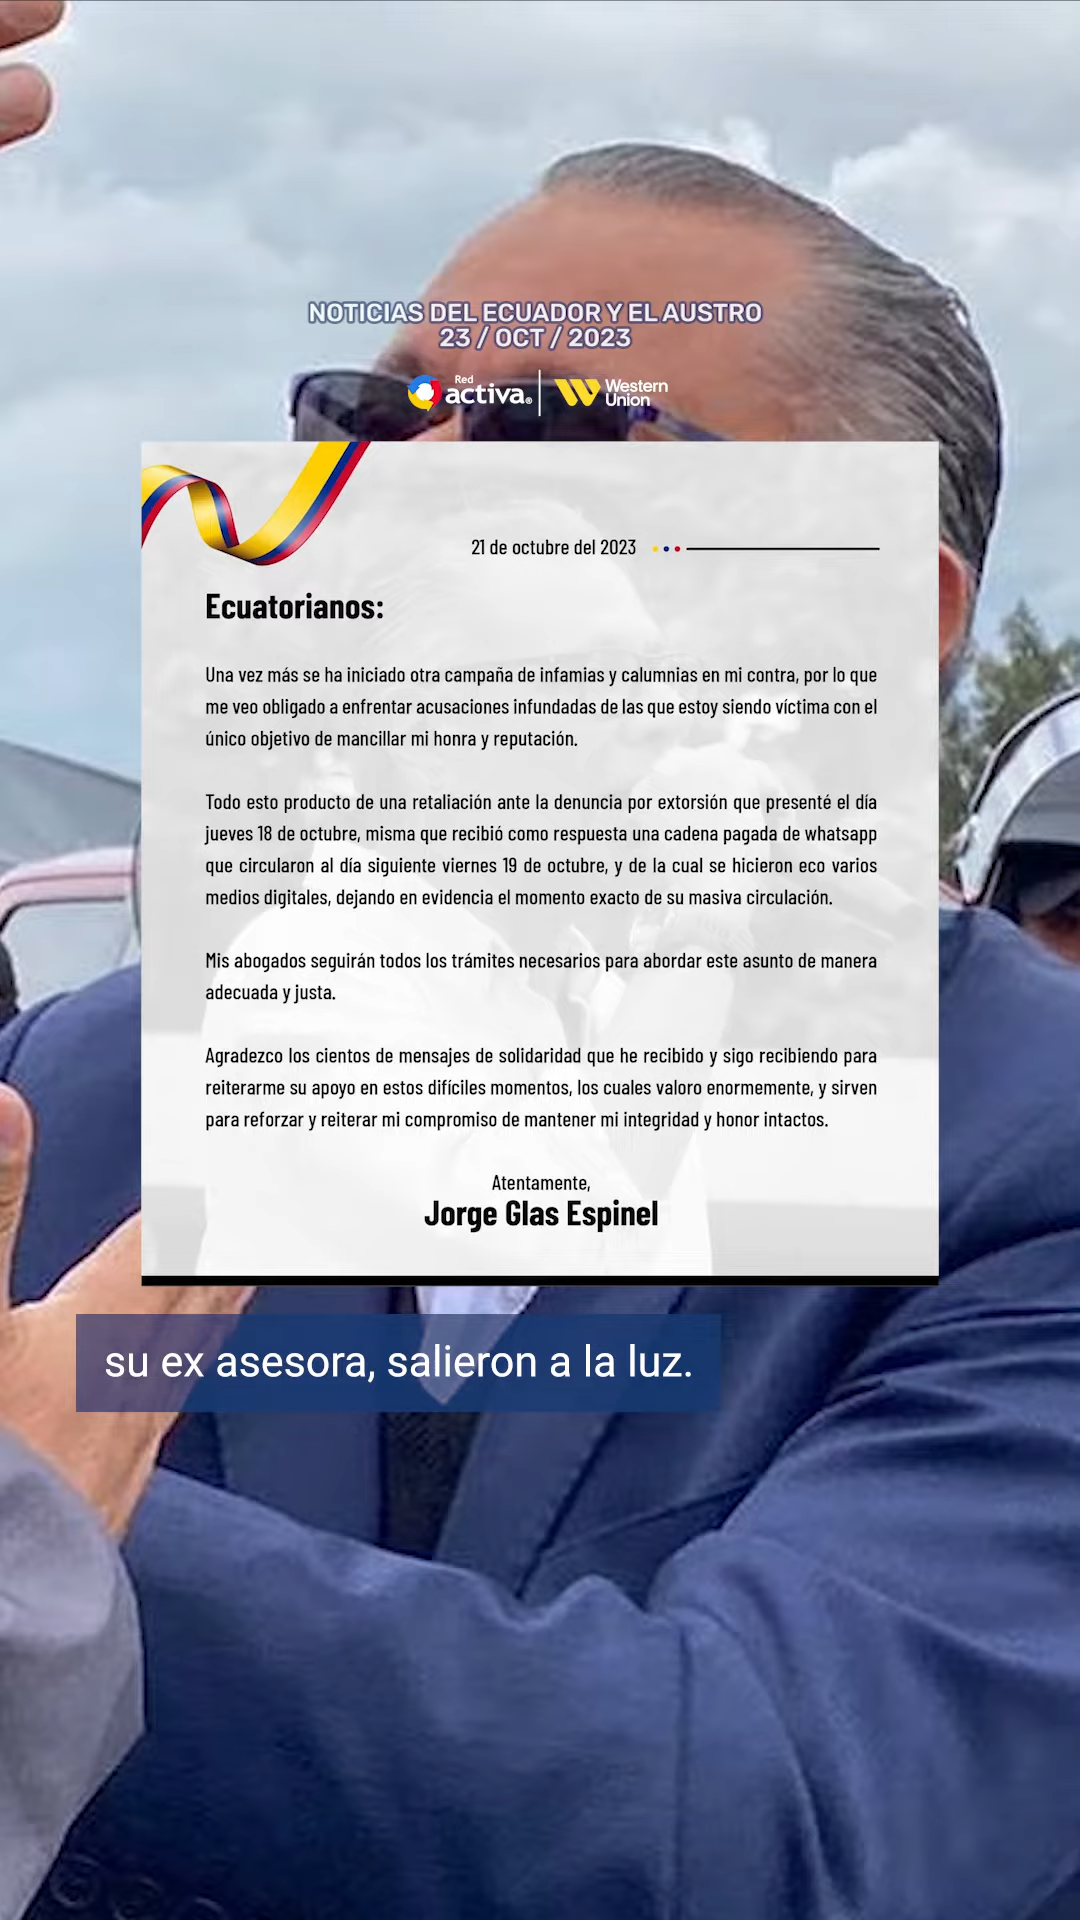 NOTICIAS DEL ECUADOR Y EL AUSTRO
23 / OCT / 2023
Red
activa®
Western
Union
21 de octubre del 2023
Ecuatorianos:
Una vez más se ha iniciado otra campaña de infamias y calumnias en mi contra, por lo que
me veo obligado a enfrentar acusaciones infundadas de las que estoy siendo víctima con el
único objetivo de mancillar mi honra y reputación.
Todo esto producto de una retaliación ante la denuncia por extorsión que presenté el día
jueves 18 de octubre, misma que recibió como respuesta una cadena pagada de whatsapp
que circularon al día siguiente viernes 19 de octubre, y de la cual se hicieron eco varios
medios digitales, dejando en evidencia el momento exacto de su masiva circulación.
Mis abogados seguirán todos los trámites necesarios para abordar este asunto de manera
adecuada y justa.
Agradezco los cientos de mensajes de solidaridad que he recibido y sigo recibiendo para
reiterarme su apoyo en estos difíciles momentos, los cuales valoro enormemente, y sirven
para reforzar y reiterar mi compromiso de mantener mi integridad y honor intactos.
Atentamente,
Jorge Glas Espinel
su ex asesora, salieron a la luz.